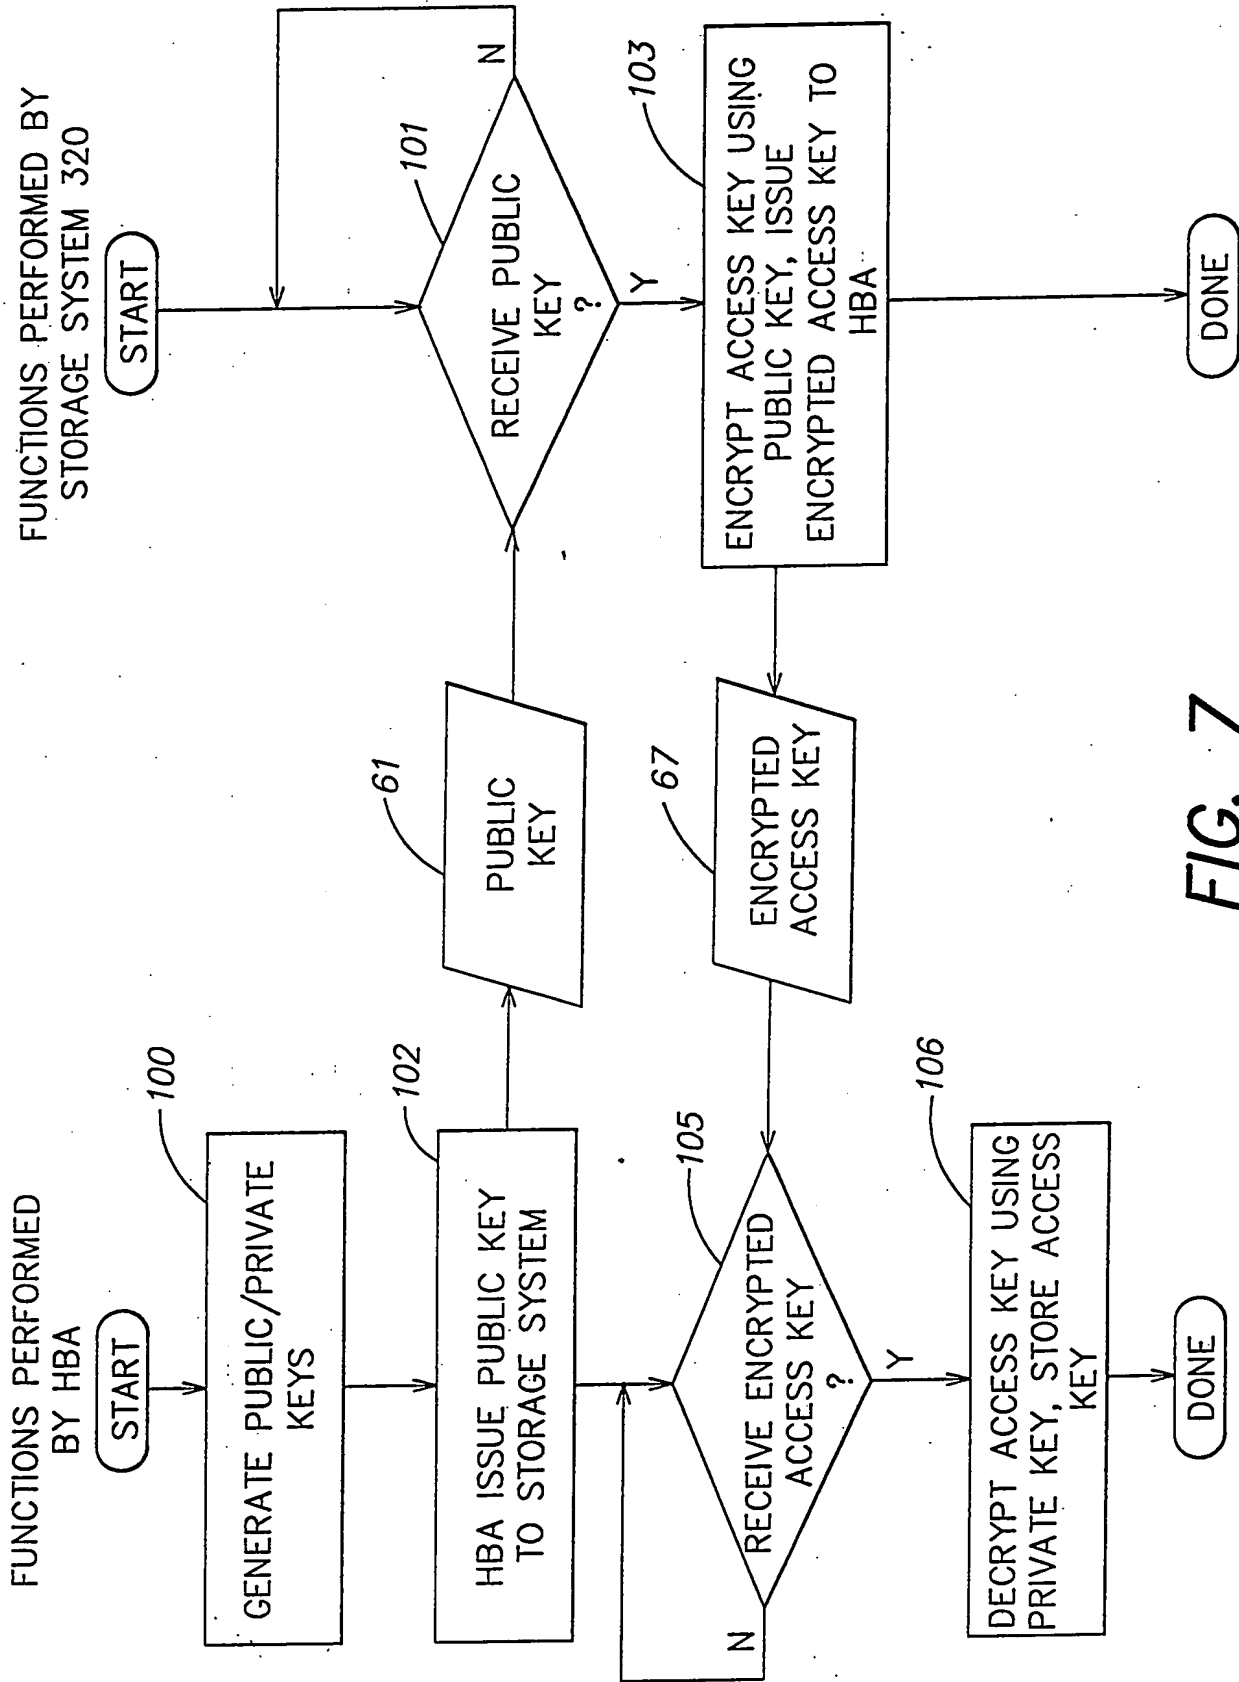 FUNCTIONS PERFORMED
BY HBA
START
100
GENERATE PUBLIC/PRIVATE
KEYS
102
HBA ISSUE PUBLIC KEY
TO STORAGE SYSTEM
61
PUBLIC
KEY
FUNCTIONS PERFORMED BY
STORAGE SYSTEM 320
START
101
RECEIVE PUBLIC
KEY
?
N
Y
103
ENCRYPT ACCESS KEY USING
PUBLIC KEY, ISSUE
ENCRYPTED ACCESS KEY TO
HBA
DONE
67
ENCRYPTED
ACCESS KEY
105
RECEIVE ENCRYPTED
ACCESS KEY
?
N
Y
106
DECRYPT ACCESS KEY USING
PRIVATE KEY, STORE ACCESS
KEY
DONE
FIG. 7